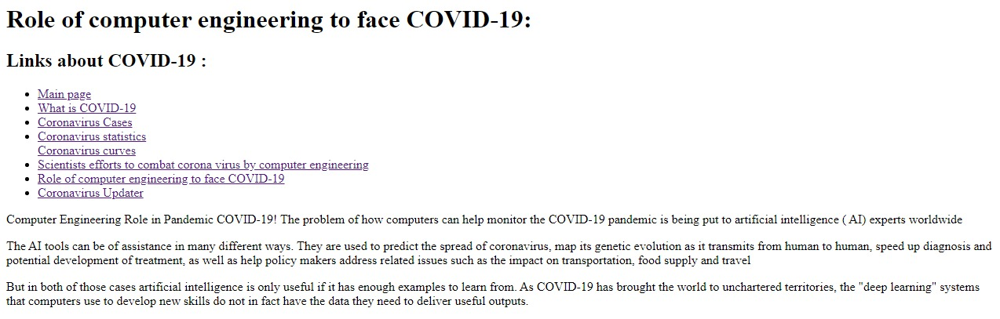 Role of computer engineering to face COVID-19:
Links about COVID-19 :
Main page
What is COVID-19
Coronavirus Cases
Coronavirus statistics
Coronavirus curves
Scientists efforts to combat corona virus by computer engineering
Role of computer engineering to face COVID-19
Coronavirus Updater
Computer Engineering Role in Pandemic COVID-19! The problem of how computers can help monitor the COVID-19 pandemic is being put to artificial intelligence ( AI) experts worldwide
The AI tools can be of assistance in many different ways. They are used to predict the spread of coronavirus, map its genetic evolution as it transmits from human to human, speed up diagnosis and
potential development of treatment, as well as help policy makers address related issues such as the impact on transportation, food supply and travel
But in both of those cases artificial intelligence is only useful if it has enough examples to learn from. As COVID-19 has brought the world to unchartered territories, the "deep learning" systems
that computers use to develop new skills do not in fact have the data they need to deliver useful outputs.